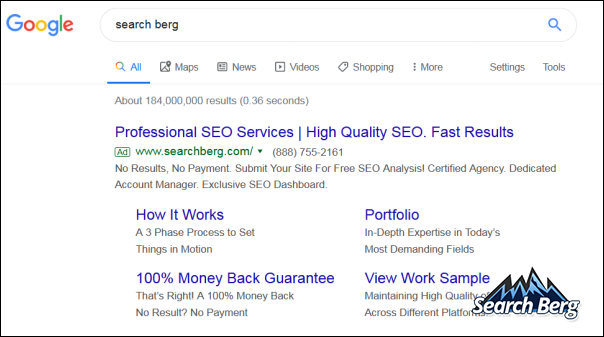 Google
search berg
All Maps News Videos Shopping More Settings Tools
About 184,000,000 results (0.36 seconds)
Professional SEO Services | High Quality SEO. Fast Results
Ad www.searchberg.com/ (888) 755-2161
No Results, No Payment. Submit Your Site For Free SEO Analysis! Certified Agency. Dedicated
Account Manager. Exclusive SEO Dashboard.
How It Works
A 3 Phase Process to Set
Things in Motion
Portfolio
In-Depth Expertise in Today's
Most Demanding Fields
100% Money Back Guarantee
That's Right! A 100% Money Back
No Result? No Payment
View Work Sample
Maintaining High Quality
Across Different Platforms
Search Berg